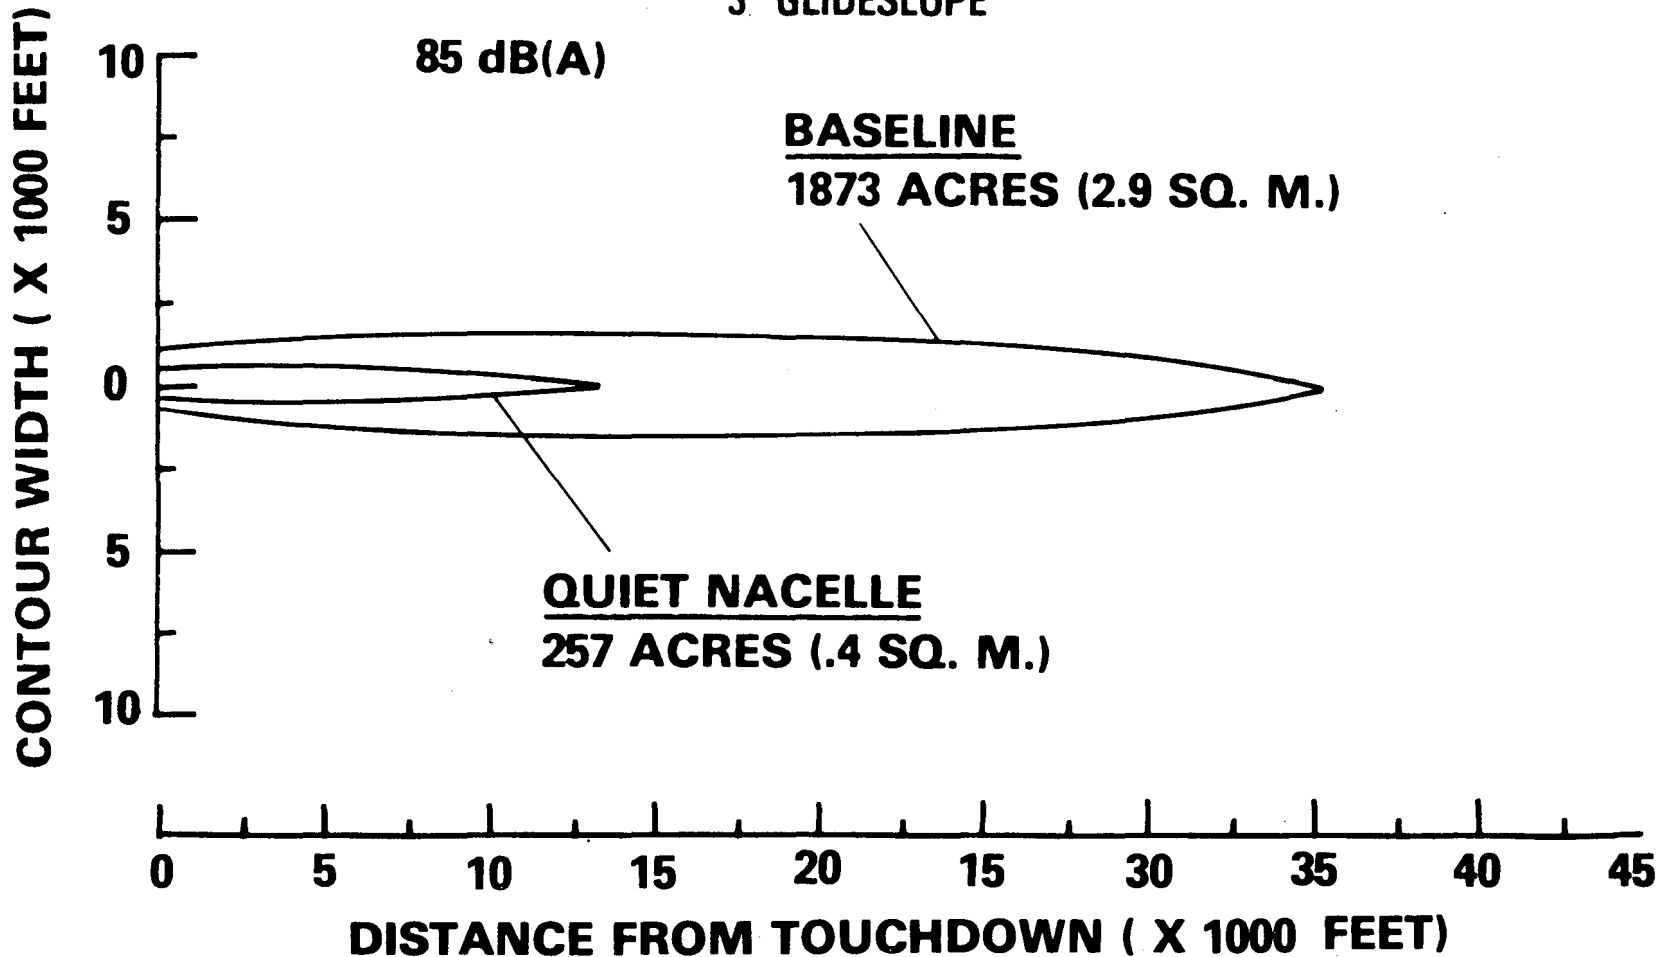 3° GLIDESLOPE
85 dB(A)
BASELINE
1873 ACRES (2.9 SQ. M.)
QUIET NACELLE
257 ACRES (.4 SQ. M.)
CONTOUR WIDTH ( X 1000 FEET)
10
5
0
5
10
0 5 10 15 20 15 30 35 40 45
DISTANCE FROM TOUCHDOWN ( X 1000 FEET)